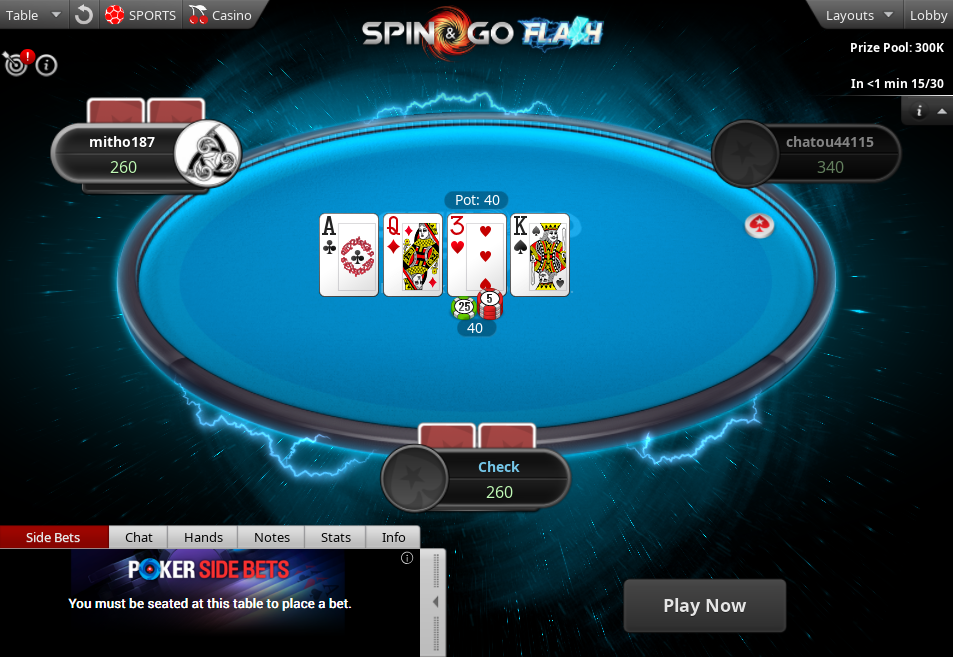 Table
SPORTS
Casino
SPIN & GO FLASH
Layouts
Lobby
Prize Pool: 300K
In <1 min 15/30
!
i
i
mitho187
260
chatou44115
340
Pot: 40
A
Q
3
K
25
5
40
Check
260
Side Bets
Chat
Hands
Notes
Stats
Info
POKER SIDE BETS
i
You must be seated at this table to place a bet.
Play Now